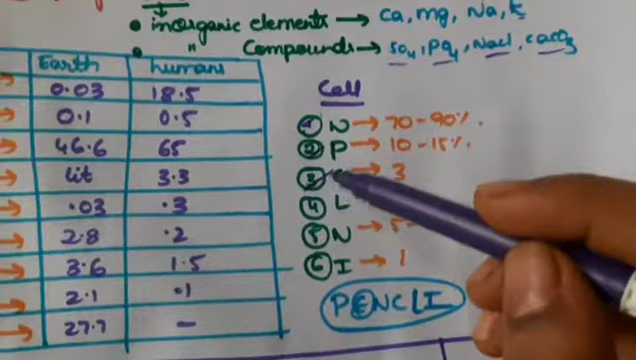 • inorganic elements → Ca, mg, Na, K
• " Compounds → SO4, PO4, NaCl, CaCO3
Earth humans
0.03 18.5
0.1 0.5
46.6 65
lit 3.3
.03 .3
2.8 .2
3.6 1.5
2.1 .1
27.7 —
Cell
① N → 70-90%.
② P → 10-15%.
③ → 3
④ L
⑤ N → 5-
⑥ I → 1
PENCLI